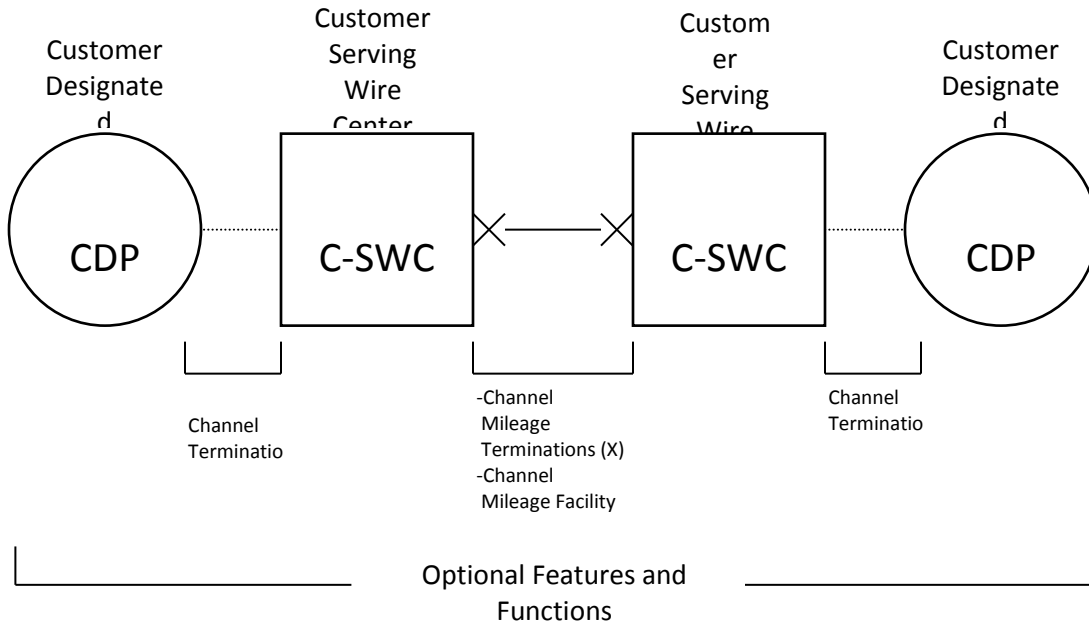 Customer
Designate
d
Customer
Serving
Wire
Center
Custom
er
Serving
Wire
Customer
Designate
d
CDP
C-SWC
C-SWC
CDP
Channel
Terminatio
-Channel
Mileage
Terminations (X)
-Channel
Mileage Facility
Channel
Terminatio
Optional Features and
Functions